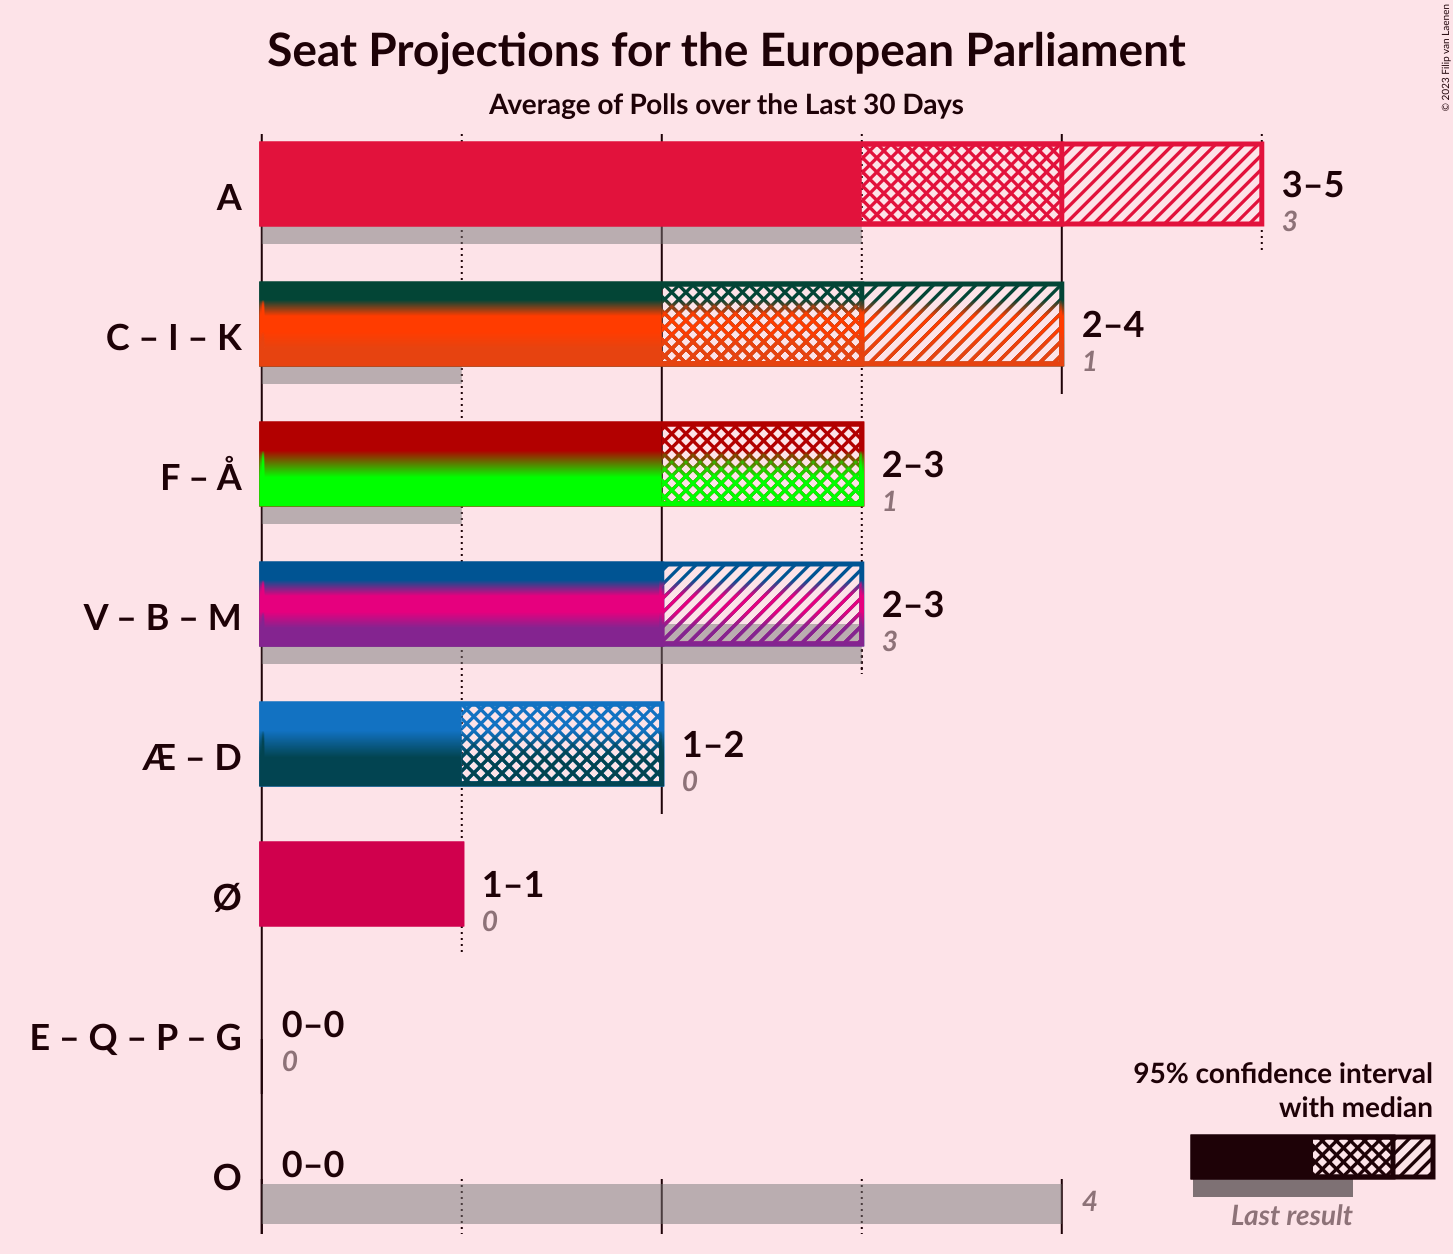 Seat Projections for the European Parliament
Average of Polls over the Last 30 Days
© 2023 Filip van Laenen
A
3–5
3
C – I – K
2–4
1
F – Å
2–3
1
V – B – M
2–3
3
Æ – D
1–2
0
Ø
1–1
0
E – Q – P – G
0–0
0
O
0–0
4
95% confidence interval
with median
Last result